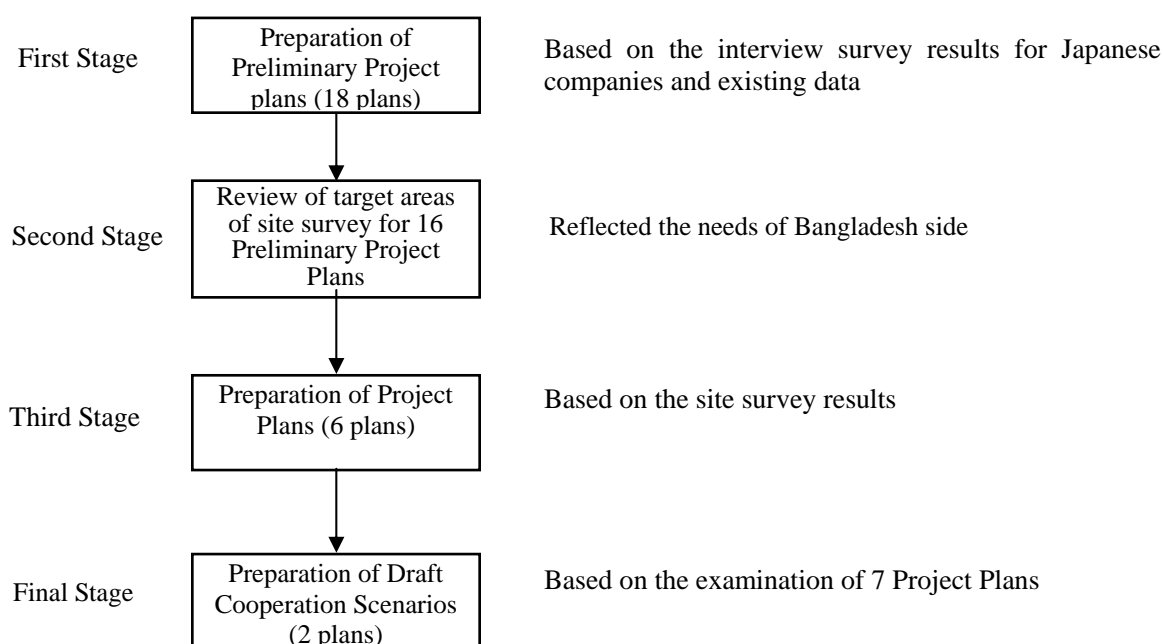 First Stage
Preparation of
Preliminary Project
plans (18 plans)
Based on the interview survey results for Japanese
companies and existing data
Second Stage
Review of target areas
of site survey for 16
Preliminary Project
Plans
Reflected the needs of Bangladesh side
Third Stage
Preparation of Project
Plans (6 plans)
Based on the site survey results
Final Stage
Preparation of Draft
Cooperation Scenarios
(2 plans)
Based on the examination of 7 Project Plans